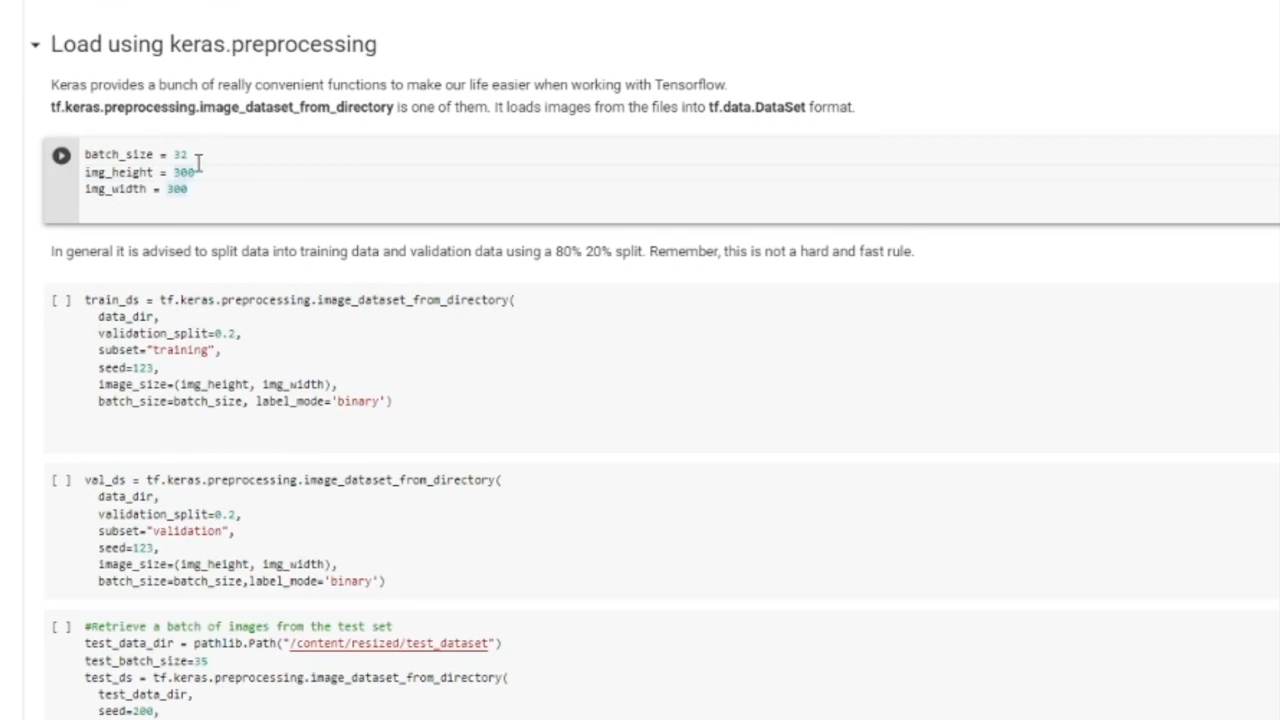 Load using keras.preprocessing
Keras provides a bunch of really convenient functions to make our life easier when working with Tensorflow.
tf.keras.preprocessing.image_dataset_from_directory is one of them. It loads images from the files into tf.data.DataSet format.
batch_size = 32
img_height = 300
img_width = 300
In general it is advised to split data into training data and validation data using a 80% 20% split. Remember, this is not a hard and fast rule.
[ ] train_ds = tf.keras.preprocessing.image_dataset_from_directory(
data_dir,
validation_split=0.2,
subset="training",
seed=123,
image_size=(img_height, img_width),
batch_size=batch_size, label_mode='binary')
[ ] val_ds = tf.keras.preprocessing.image_dataset_from_directory(
data_dir,
validation_split=0.2,
subset="validation",
seed=123,
image_size=(img_height, img_width),
batch_size=batch_size,label_mode='binary')
[ ] #Retrieve a batch of images from the test set
test_data_dir = pathlib.Path("/content/resized/test_dataset")
test_batch_size=35
test_ds = tf.keras.preprocessing.image_dataset_from_directory(
test_data_dir,
seed=200,